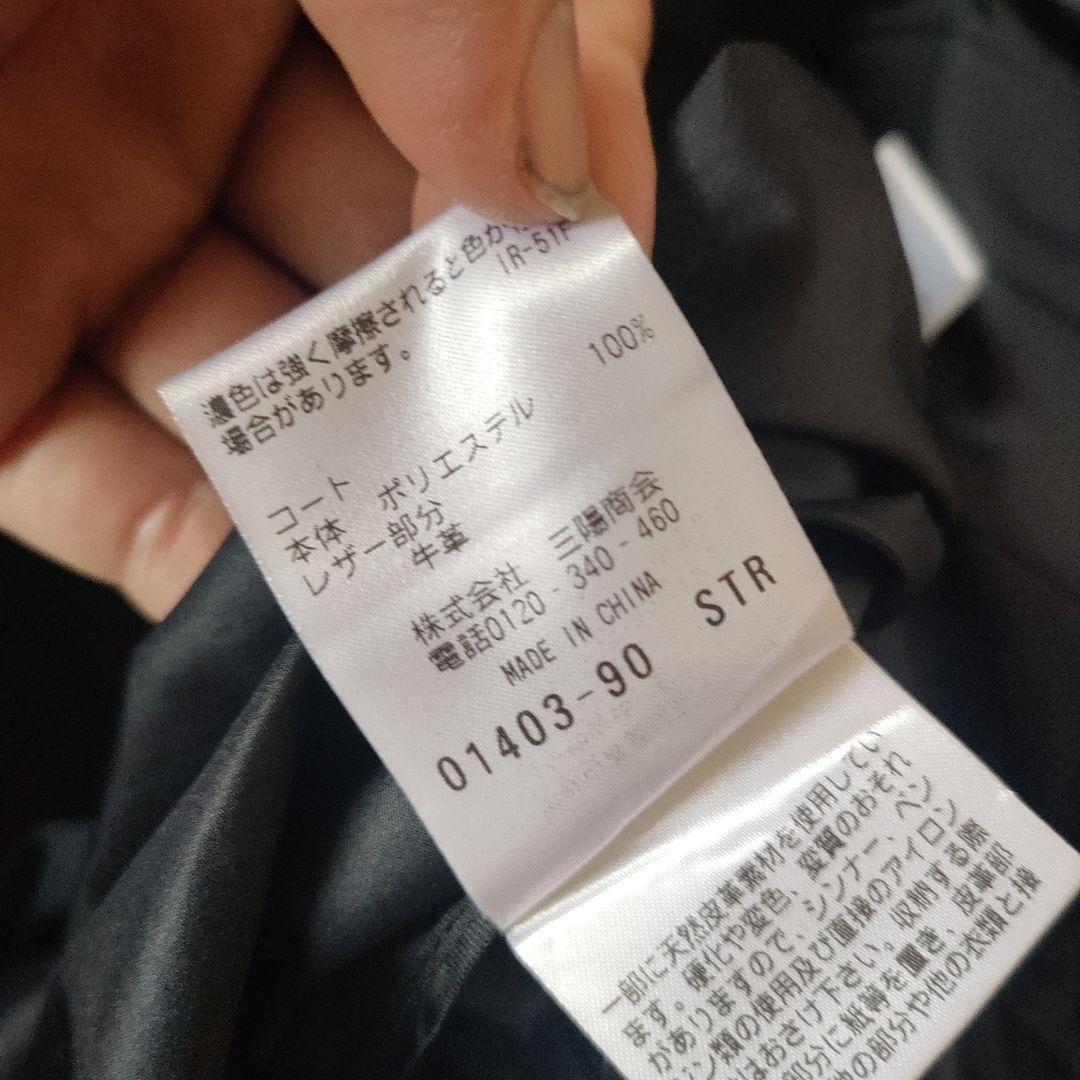 濃色は強く摩擦されると色が
場合があります。
IR-51F
コート
本体 ポリエステル 100%
レザー部分
牛革
株式会社 三陽商会
電話0120-340-460
MADE IN CHINA
01403-90 STR
一部に天然皮革素材を使用してい
ます。硬化や変色、変質のおそれ
がありますので、シンナー、ベン
ジン類の使用及び直接のアイロン
はおさけ下さい。収納する際
部分に紙等を置き、皮革部
の部分や他の衣類と接